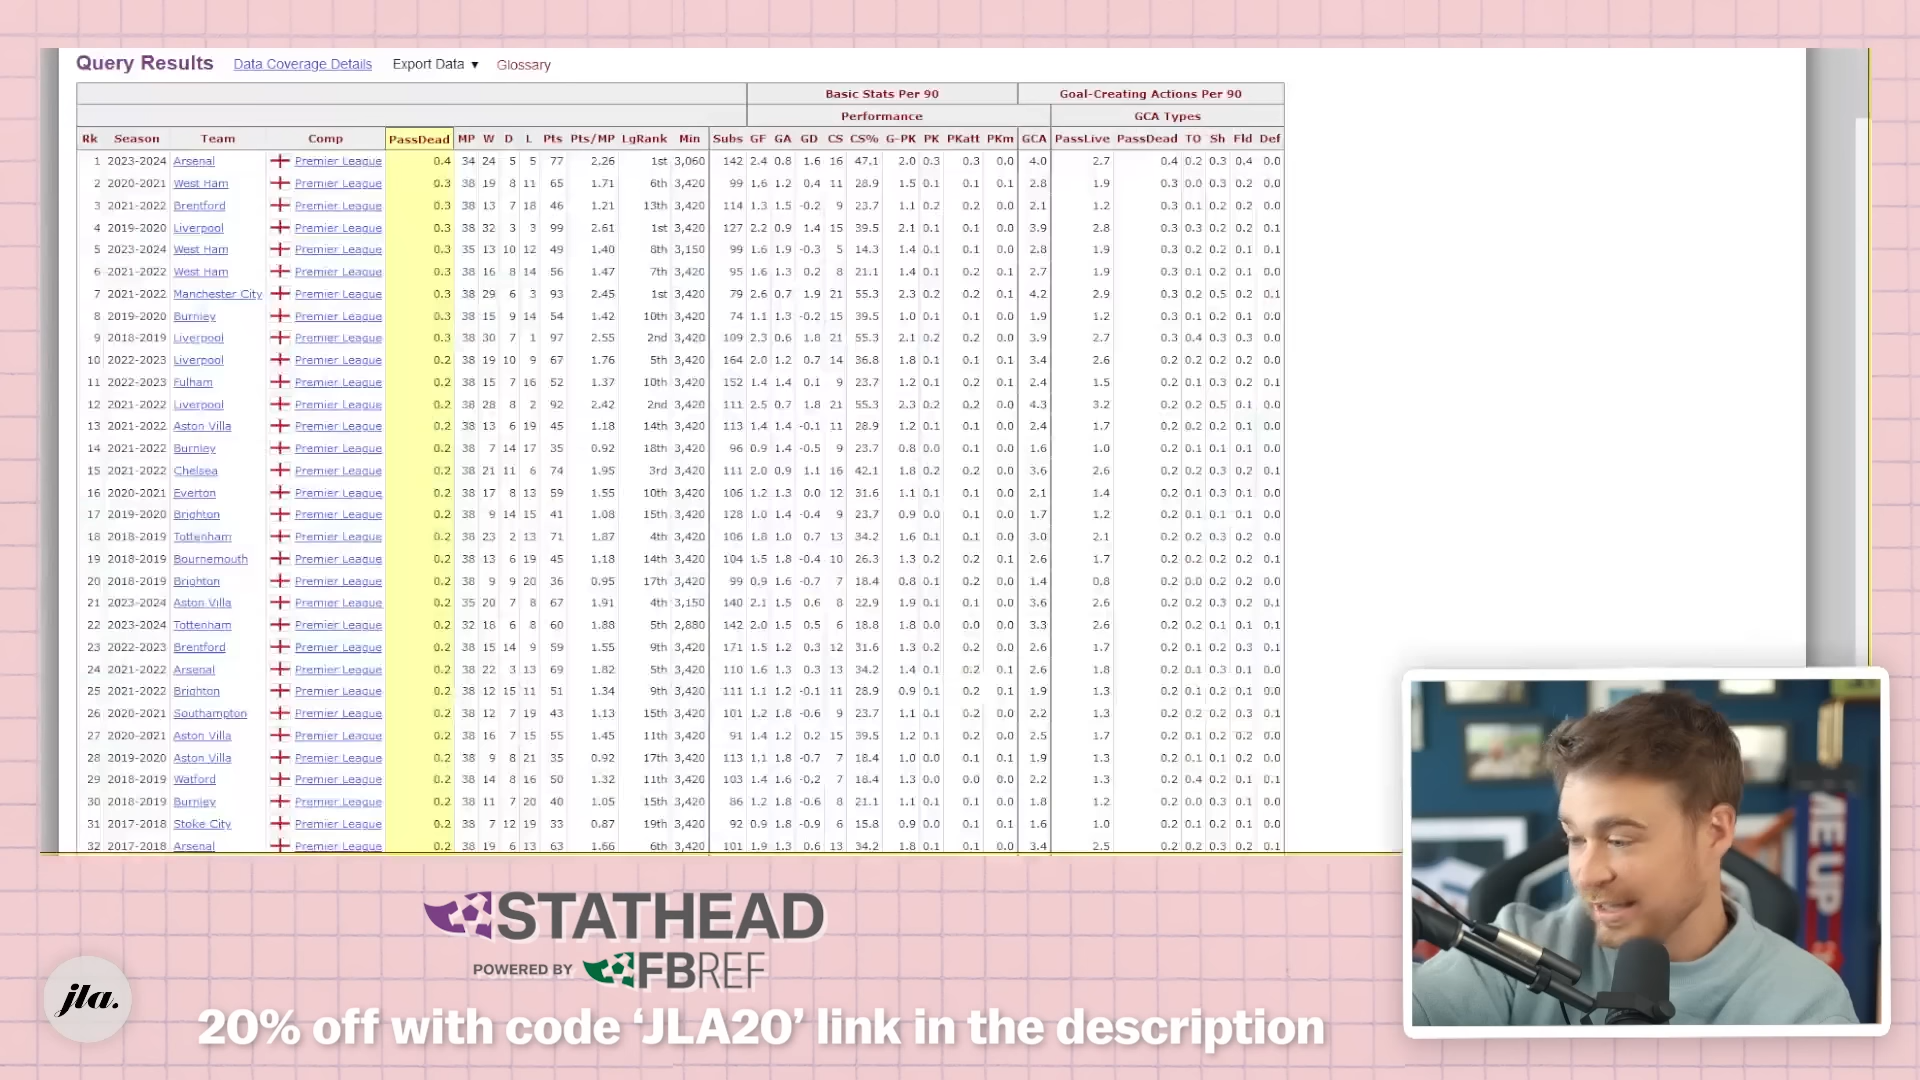 Query Results Data Coverage Details Export Data ▼ Glossary
Basic Stats Per 90 Goal-Creating Actions Per 90
Performance GCA Types
Rk Season Team Comp PassDead MP W D L Pts Pts/MP LgRank Min Subs GF GA GD CS CS% G-PK PK PKatt PKm GCA PassLive PassDead TO Sh Fld Def
1 2023-2024 Arsenal Premier League 0.4 34 24 5 5 77 2.26 1st 3,060 142 2.4 0.8 1.6 16 47.1 2.0 0.3 0.3 0.0 4.0 2.7 0.4 0.2 0.3 0.4 0.0
2 2020-2021 West Ham Premier League 0.3 38 19 8 11 65 1.71 6th 3,420 99 1.6 1.2 0.4 11 28.9 1.5 0.1 0.1 0.1 2.8 1.9 0.3 0.0 0.3 0.2 0.0
3 2021-2022 Brentford Premier League 0.3 38 13 7 18 46 1.21 13th 3,420 114 1.3 1.5 -0.2 9 23.7 1.1 0.2 0.2 0.0 2.1 1.2 0.3 0.1 0.2 0.2 0.0
4 2019-2020 Liverpool Premier League 0.3 38 32 3 3 99 2.61 1st 3,420 127 2.2 0.9 1.4 15 39.5 2.1 0.1 0.1 0.0 3.9 2.8 0.3 0.3 0.2 0.2 0.1
5 2023-2024 West Ham Premier League 0.3 35 13 10 12 49 1.40 8th 3,150 99 1.6 1.9 -0.3 5 14.3 1.4 0.1 0.1 0.0 2.8 1.9 0.3 0.2 0.2 0.2 0.1
6 2021-2022 West Ham Premier League 0.3 38 16 8 14 56 1.47 7th 3,420 95 1.6 1.3 0.2 8 21.1 1.4 0.1 0.2 0.1 2.7 1.9 0.3 0.1 0.2 0.1 0.0
7 2021-2022 Manchester City Premier League 0.3 38 29 6 3 93 2.45 1st 3,420 79 2.6 0.7 1.9 21 55.3 2.3 0.2 0.2 0.1 4.2 2.9 0.3 0.2 0.5 0.2 0.1
8 2019-2020 Burnley Premier League 0.3 38 15 9 14 54 1.42 10th 3,420 74 1.1 1.3 -0.2 15 39.5 1.0 0.1 0.1 0.0 1.9 1.2 0.3 0.1 0.2 0.1 0.0
9 2018-2019 Liverpool Premier League 0.3 38 30 7 1 97 2.55 2nd 3,420 109 2.3 0.6 1.8 21 55.3 2.1 0.2 0.2 0.0 3.9 2.7 0.3 0.4 0.3 0.3 0.0
10 2022-2023 Liverpool Premier League 0.2 38 19 10 9 67 1.76 5th 3,420 164 2.0 1.2 0.7 14 36.8 1.8 0.1 0.1 0.1 3.4 2.6 0.2 0.2 0.2 0.2 0.0
11 2022-2023 Fulham Premier League 0.2 38 15 7 16 52 1.37 10th 3,420 152 1.4 1.4 0.1 9 23.7 1.2 0.1 0.2 0.1 2.4 1.5 0.2 0.1 0.3 0.2 0.0
12 2021-2022 Liverpool Premier League 0.2 38 28 8 2 92 2.42 2nd 3,420 111 2.5 0.7 1.8 21 55.3 2.3 0.2 0.2 0.0 4.3 3.2 0.2 0.2 0.5 0.1 0.0
13 2021-2022 Aston Villa Premier League 0.2 38 13 6 19 45 1.18 14th 3,420 113 1.4 1.4 -0.1 11 28.9 1.2 0.1 0.1 0.0 2.4 1.7 0.2 0.2 0.2 0.1 0.0
14 2021-2022 Burnley Premier League 0.2 38 7 14 17 35 0.92 18th 3,420 96 0.9 1.4 -0.5 9 23.7 0.8 0.0 0.1 0.0 1.6 1.0 0.2 0.1 0.1 0.2 0.0
15 2021-2022 Chelsea Premier League 0.2 38 21 11 6 74 1.95 3rd 3,420 111 2.0 0.9 1.1 16 42.1 1.8 0.2 0.2 0.0 3.6 2.6 0.2 0.2 0.3 0.2 0.1
16 2020-2021 Everton Premier League 0.2 38 17 8 13 59 1.55 10th 3,420 106 1.2 1.3 0.0 12 31.6 1.1 0.1 0.1 0.0 2.1 1.4 0.2 0.1 0.3 0.1 0.0
17 2019-2020 Brighton Premier League 0.2 38 9 14 15 41 1.08 15th 3,420 128 1.0 1.4 -0.4 9 23.7 0.9 0.0 0.1 0.0 1.7 1.2 0.2 0.1 0.1 0.1 0.0
18 2018-2019 Tottenham Premier League 0.2 38 23 2 13 71 1.87 4th 3,420 106 1.8 1.0 0.7 13 34.2 1.6 0.1 0.1 0.0 3.0 2.1 0.2 0.2 0.3 0.2 0.0
19 2018-2019 Bournemouth Premier League 0.2 38 13 6 19 45 1.18 14th 3,420 104 1.5 1.8 -0.4 10 26.3 1.3 0.2 0.2 0.0 2.6 1.7 0.2 0.2 0.2 0.2 0.1
20 2018-2019 Brighton Premier League 0.2 38 9 9 20 36 0.95 17th 3,420 99 0.9 1.6 -0.7 7 18.4 0.8 0.1 0.2 0.0 1.4 0.8 0.2 0.0 0.2 0.2 0.0
21 2023-2024 Aston Villa Premier League 0.2 35 20 7 8 67 1.91 4th 3,150 140 2.1 1.5 0.6 8 22.9 1.9 0.1 0.1 0.0 3.6 2.6 0.2 0.2 0.3 0.2 0.1
22 2023-2024 Tottenham Premier League 0.2 32 18 6 8 60 1.88 5th 2,880 142 2.0 1.5 0.5 6 18.8 1.8 0.0 0.0 0.0 3.3 2.6 0.2 0.2 0.1 0.1 0.1
23 2022-2023 Brentford Premier League 0.2 38 15 14 9 59 1.55 9th 3,420 171 1.5 1.2 0.3 12 31.6 1.3 0.2 0.2 0.0 2.6 1.7 0.2 0.1 0.2 0.3 0.1
24 2021-2022 Arsenal Premier League 0.2 38 22 3 13 69 1.82 5th 3,420 110 1.6 1.3 0.3 13 34.2 1.4 0.1 0.2 0.1 2.6 1.8 0.2 0.1 0.3 0.1 0.0
25 2021-2022 Brighton Premier League 0.2 38 12 15 11 51 1.34 9th 3,420 111 1.1 1.2 -0.1 11 28.9 0.9 0.1 0.2 0.1 1.9 1.3 0.2 0.1 0.2 0.1 0.0
26 2020-2021 Southampton Premier League 0.2 38 12 7 19 43 1.13 15th 3,420 101 1.2 1.8 -0.6 9 23.7 1.1 0.1 0.2 0.0 2.2 1.3 0.2 0.2 0.2 0.3 0.1
27 2020-2021 Aston Villa Premier League 0.2 38 16 7 15 55 1.45 11th 3,420 91 1.4 1.2 0.2 15 39.5 1.2 0.1 0.2 0.0 2.5 1.7 0.2 0.1 0.2 0.2 0.0
28 2019-2020 Aston Villa Premier League 0.2 38 9 8 21 35 0.92 17th 3,420 113 1.1 1.8 -0.7 7 18.4 1.0 0.0 0.1 0.0 1.9 1.3 0.2 0.1 0.1 0.2 0.0
29 2018-2019 Watford Premier League 0.2 38 14 8 16 50 1.32 11th 3,420 103 1.4 1.6 -0.2 7 18.4 1.3 0.0 0.0 0.0 2.2 1.3 0.2 0.4 0.2 0.1 0.1
30 2018-2019 Burnley Premier League 0.2 38 11 7 20 40 1.05 15th 3,420 86 1.2 1.8 -0.6 8 21.1 1.1 0.1 0.1 0.0 1.8 1.2 0.2 0.0 0.3 0.1 0.0
31 2017-2018 Stoke City Premier League 0.2 38 7 12 19 33 0.87 19th 3,420 92 0.9 1.8 -0.9 6 15.8 0.9 0.0 0.1 0.1 1.6 1.0 0.2 0.1 0.2 0.1 0.0
32 2017-2018 Arsenal Premier League 0.2 38 19 6 13 63 1.66 6th 3,420 101 1.9 1.3 0.6 13 34.2 1.8 0.1 0.1 0.0 3.4 2.5 0.2 0.2 0.3 0.2 0.1
STATHEAD
POWERED BY FBREF
jla.
20% off with code ‘JLA20’ link in the description
ME UP